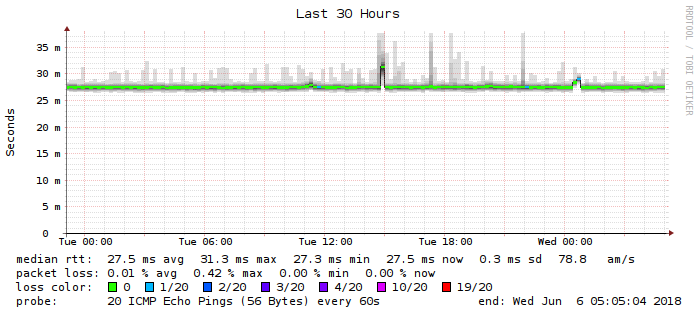 Last 30 Hours
RRDTOOL / TOBI OETIKER
Seconds
35 m
30 m
25 m
20 m
15 m
10 m
5 m
0
Tue 00:00 Tue 06:00 Tue 12:00 Tue 18:00 Wed 00:00
median rtt: 27.5 ms avg 31.3 ms max 27.3 ms min 27.5 ms now 0.3 ms sd 78.8 am/s
packet loss: 0.01 % avg 0.42 % max 0.00 % min 0.00 % now
loss color: 0 1/20 2/20 3/20 4/20 10/20 19/20
probe: 20 ICMP Echo Pings (56 Bytes) every 60s end: Wed Jun 6 05:05:04 2018